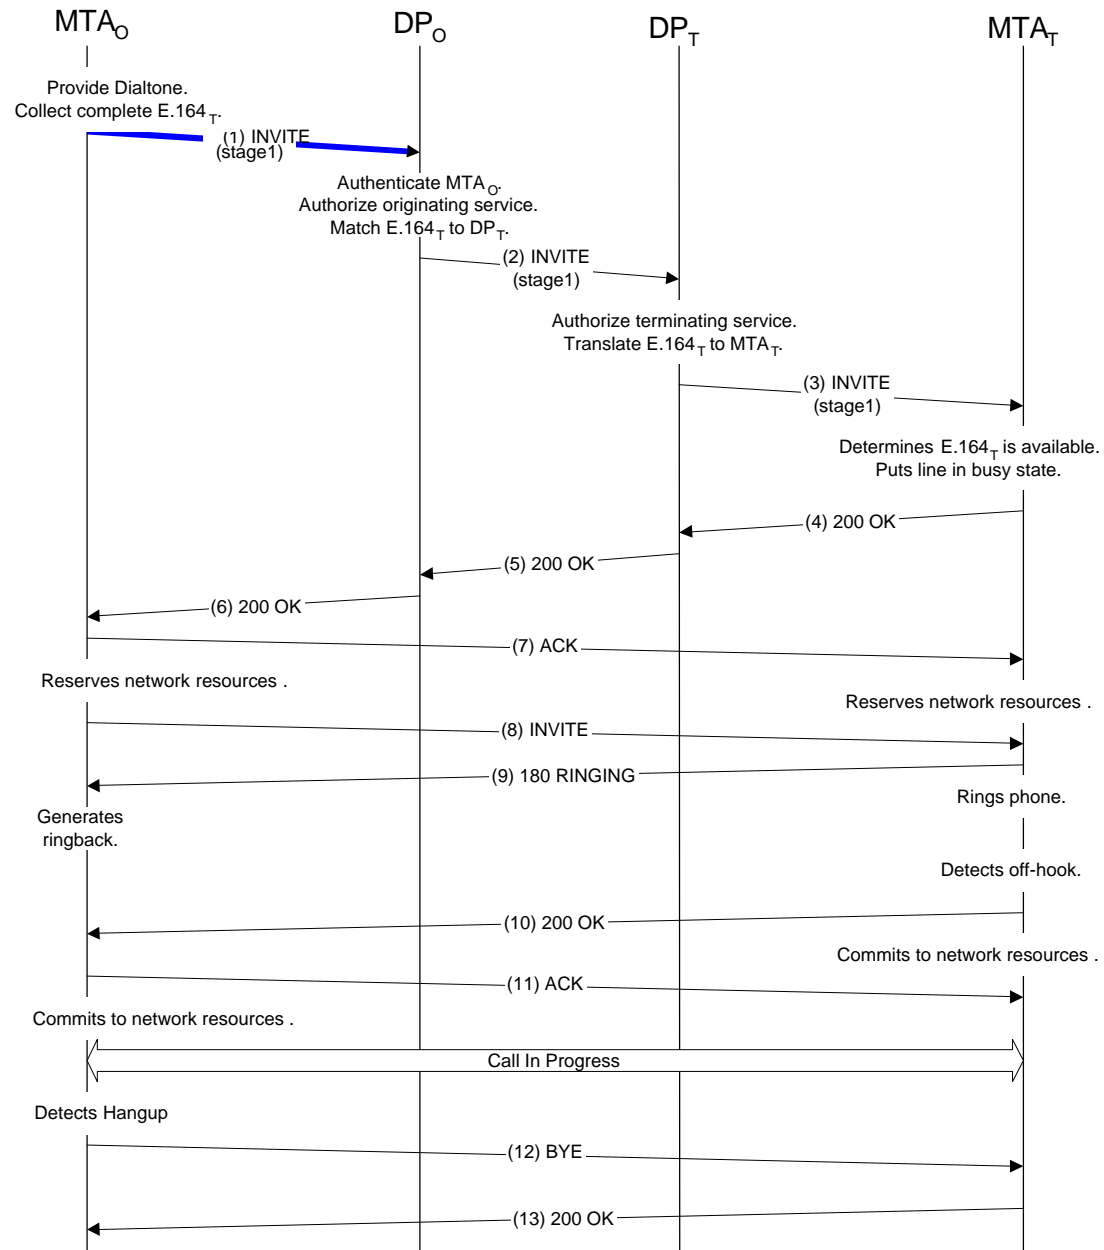 MTAO DPO DPT MTAT
Provide Dialtone.
Collect complete E.164T.
(1) INVITE
(stage1)
Authenticate MTAO.
Authorize originating service.
Match E.164T to DPT.
(2) INVITE
(stage1)
Authorize terminating service.
Translate E.164T to MTAT.
(3) INVITE
(stage1)
Determines E.164T is available.
Puts line in busy state.
(4) 200 OK
(5) 200 OK
(6) 200 OK
(7) ACK
Reserves network resources .
Reserves network resources .
(8) INVITE
(9) 180 RINGING
Rings phone.
Generates
ringback.
Detects off-hook.
(10) 200 OK
Commits to network resources .
(11) ACK
Commits to network resources .
Call In Progress
Detects Hangup
(12) BYE
(13) 200 OK